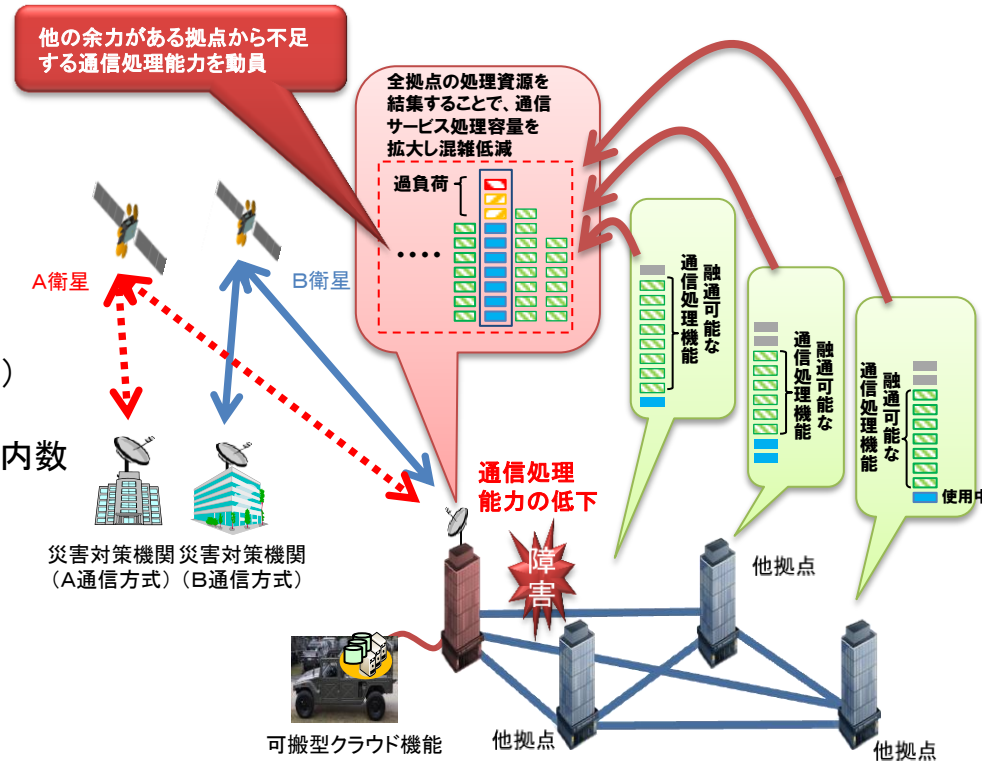 他の余力がある拠点から不足
する通信処理能力を動員
全拠点の処理資源を
結集することで、通信
サービス処理容量を
拡大し混雑低減
過負荷
••••
A衛星
B衛星
）
内数
融通可能な
通信処理機能
融通可能な
通信処理機能
融通可能な
通信処理機能
使用中
通信処理
能力の低下
災害対策機関
（A通信方式）
災害対策機関
（B通信方式）
障
害
他拠点
他拠点
他拠点
可搬型クラウド機能